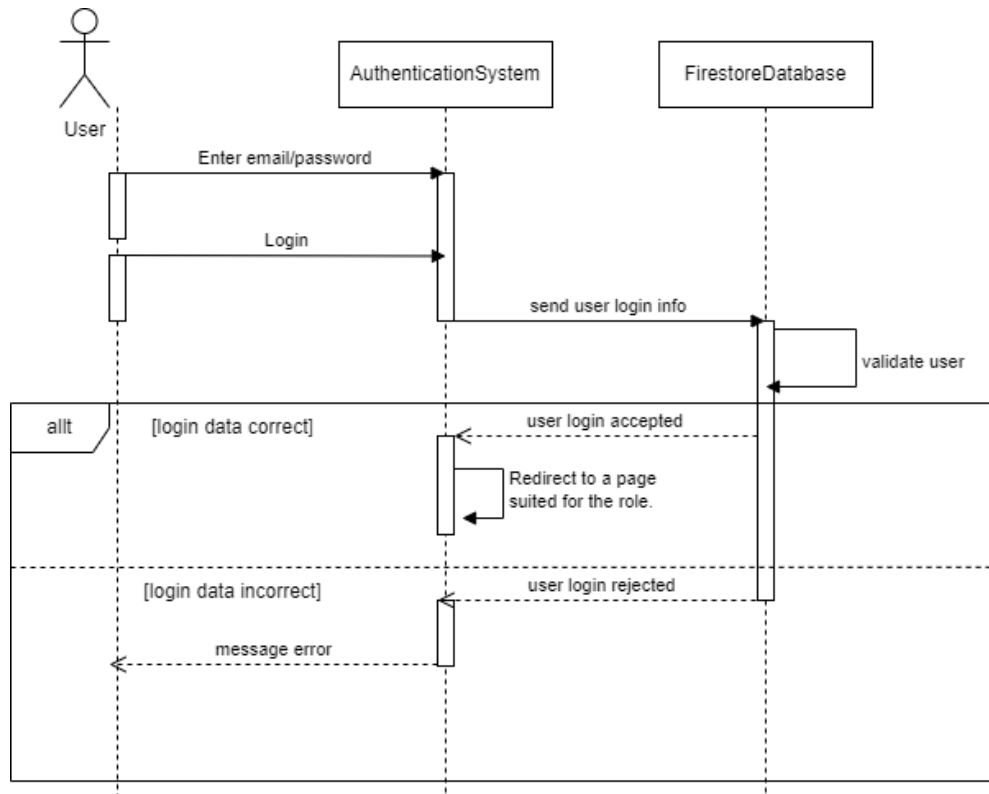 AuthenticationSystem
FirestoreDatabase
User
Enter email/password
Login
send user login info
validate user
allt
[login data correct]
user login accepted
Redirect to a page
suited for the role.
[login data incorrect]
user login rejected
message error